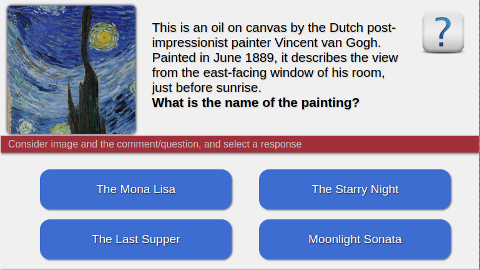 This is an oil on canvas by the Dutch post-
impressionist painter Vincent van Gogh.
Painted in June 1889, it describes the view
from the east-facing window of his room,
just before sunrise.
What is the name of the painting?
?
Consider image and the comment/question, and select a response
The Mona Lisa
The Starry Night
The Last Supper
Moonlight Sonata